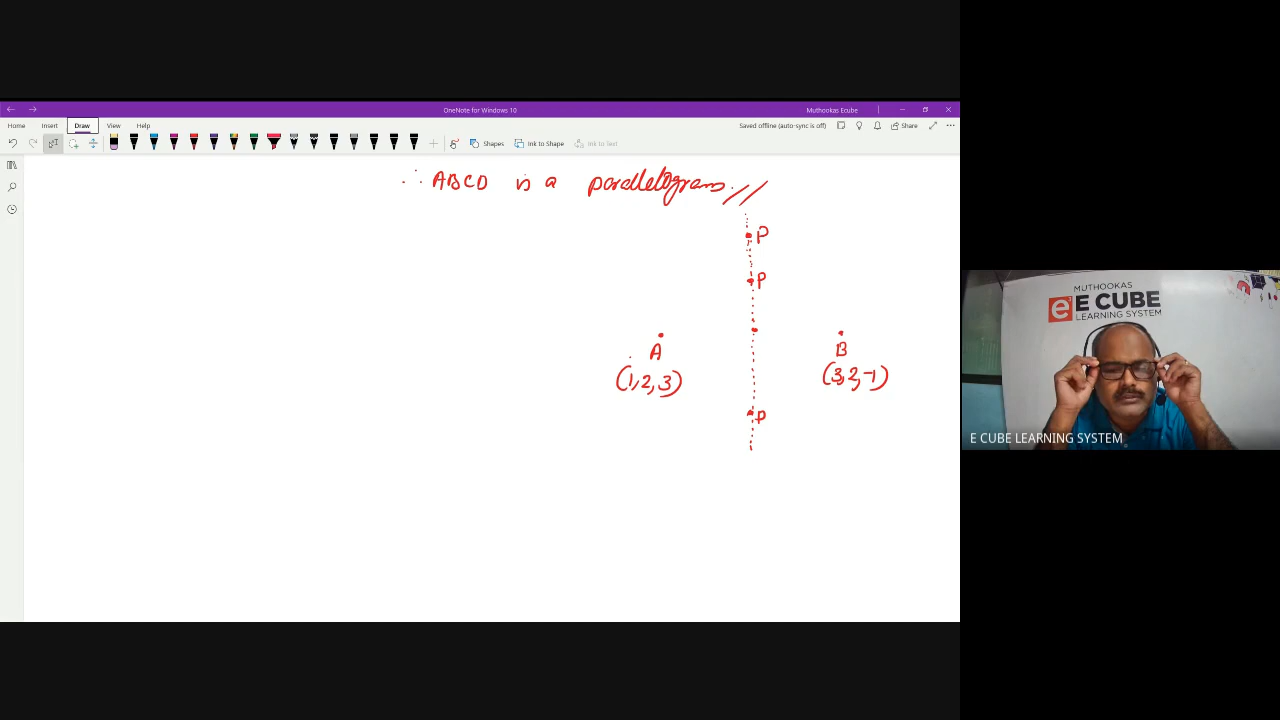 OneNote for Windows 10
Muthookas Ecube
Home Insert Draw View Help
Saved offline (auto-sync is off)
Share
Shapes
Ink to Shape
Ink to Text
∴ ABCD is a parallelogram. //
P
P
A
(1, 2, 3)
B
(3, 2, -1)
P
MUTHOOKAS
e E CUBE
LEARNING SYSTEM
E CUBE LEARNING SYSTEM